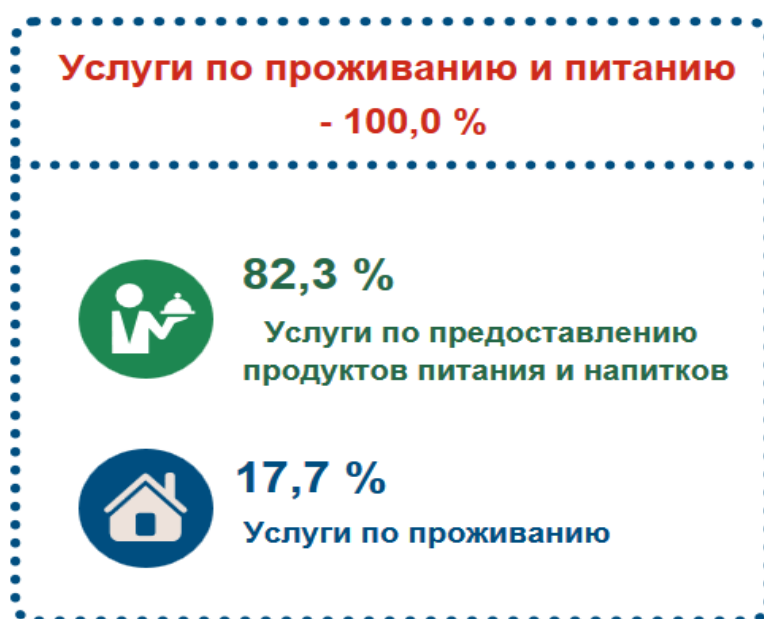 Услуги по проживанию и питанию
- 100,0 %
82,3 %
Услуги по предоставлению
продуктов питания и напитков
17,7 %
Услуги по проживанию